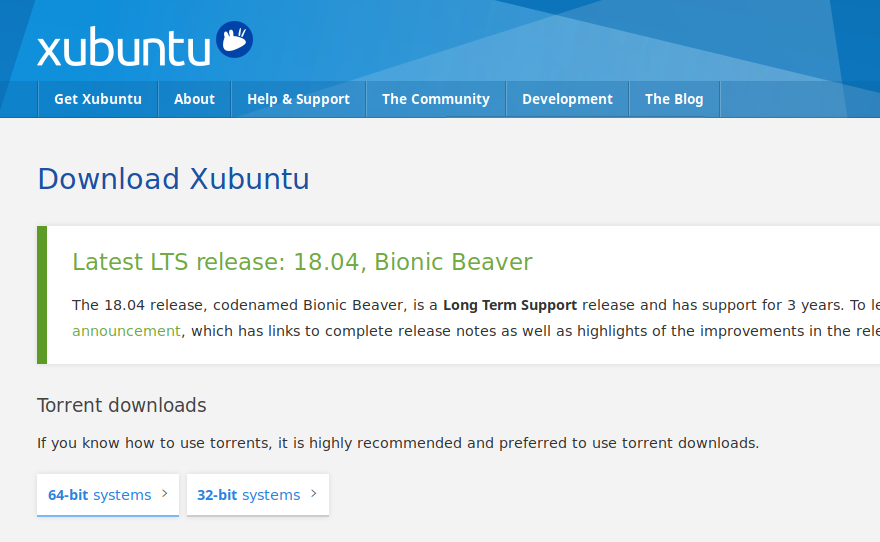 xubuntu
Get Xubuntu About Help & Support The Community Development The Blog
Download Xubuntu
Latest LTS release: 18.04, Bionic Beaver
The 18.04 release, codenamed Bionic Beaver, is a Long Term Support release and has support for 3 years. To
announcement, which has links to complete release notes as well as highlights of the improvements in the
Torrent downloads
If you know how to use torrents, it is highly recommended and preferred to use torrent downloads.
64-bit systems 32-bit systems